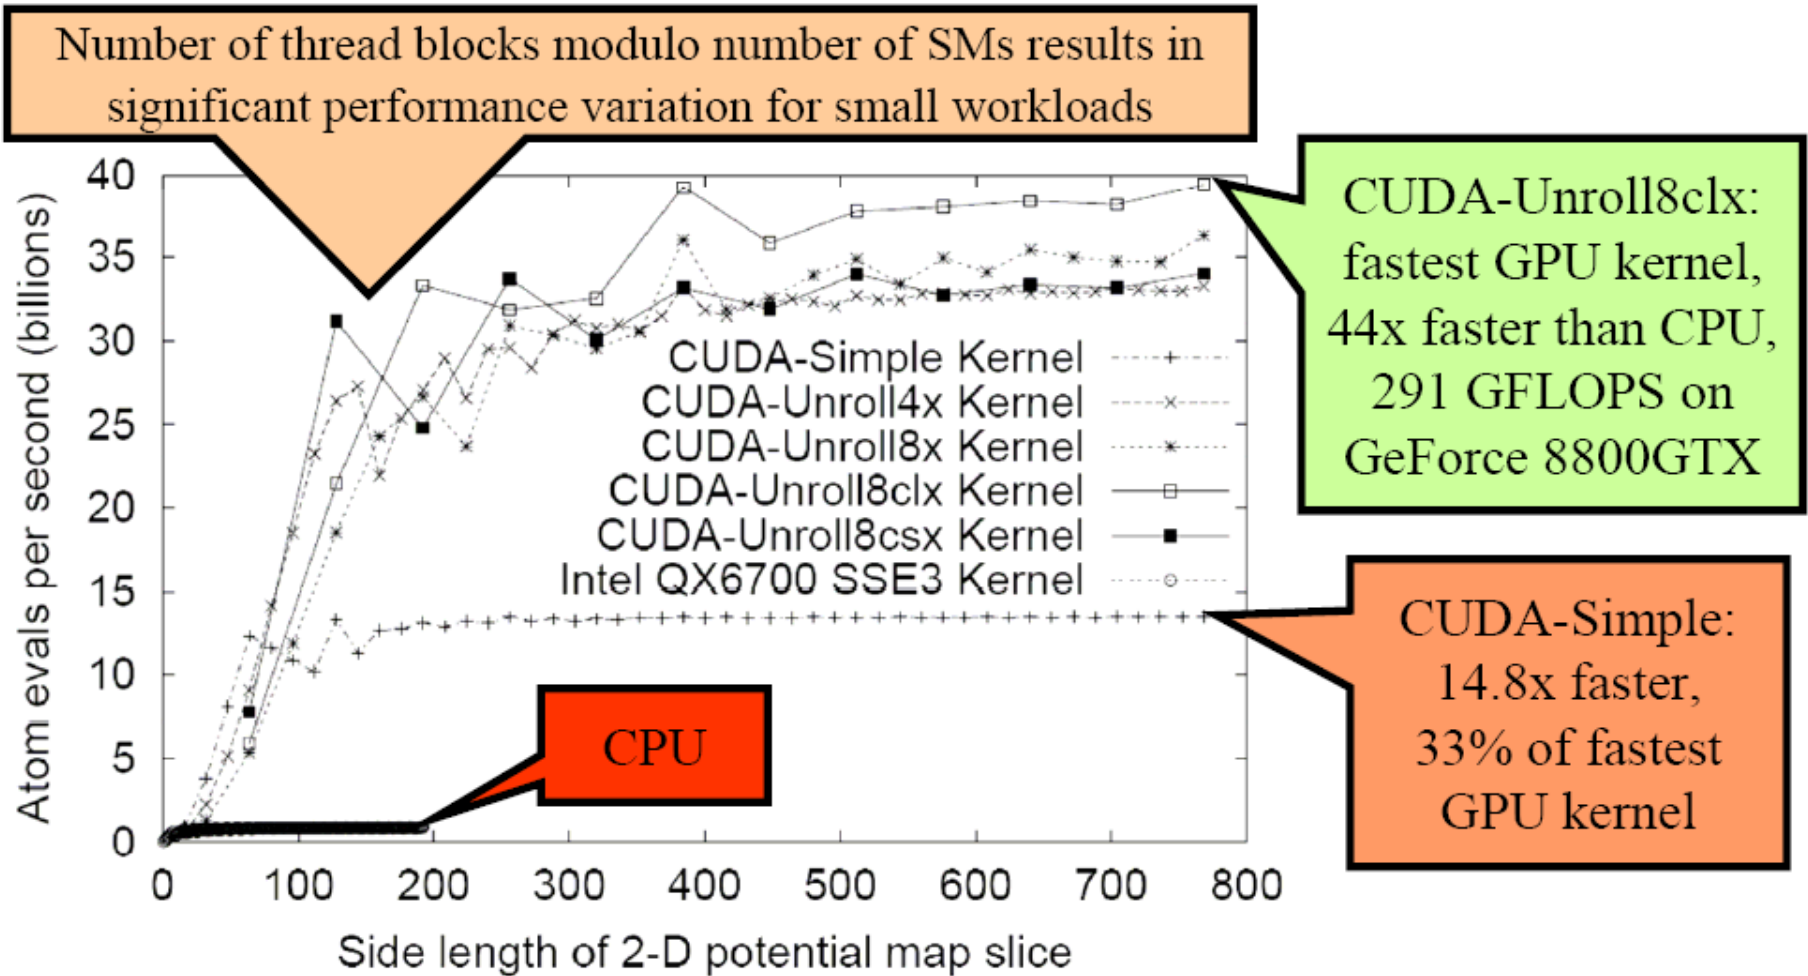 Number of thread blocks modulo number of SMs results in
significant performance variation for small workloads
CUDA-Unroll8clx:
fastest GPU kernel,
44x faster than CPU,
291 GFLOPS on
GeForce 8800GTX
CUDA-Simple:
14.8x faster,
33% of fastest
GPU kernel
CPU
Atom evals per second (billions)
40
35
30
25
20
15
10
5
0
CUDA-Simple Kernel
CUDA-Unroll4x Kernel
CUDA-Unroll8x Kernel
CUDA-Unroll8clx Kernel
CUDA-Unroll8csx Kernel
Intel QX6700 SSE3 Kernel
0 100 200 300 400 500 600 700 800
Side length of 2-D potential map slice